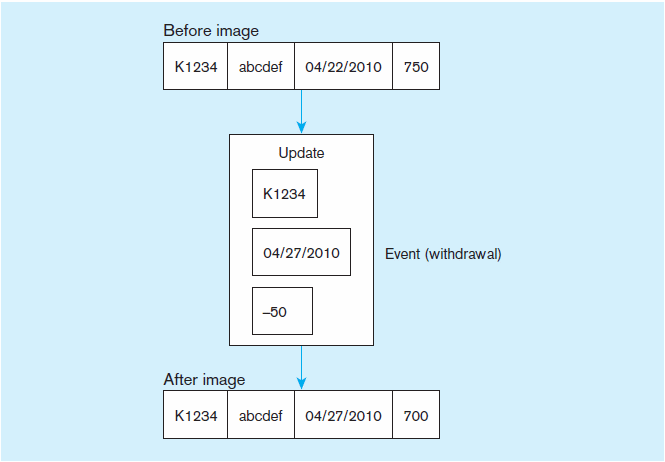 Before image
K1234 abcdef 04/22/2010 750
Update
K1234
04/27/2010
Event (withdrawal)
–50
After image
K1234 abcdef 04/27/2010 700